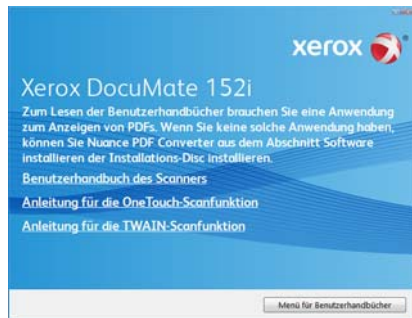 xerox
Xerox DocuMate 152i
Zum Lesen der Benutzerhandbücher brauchen Sie eine Anwendung
zum Anzeigen von PDFs. Wenn Sie keine solche Anwendung haben,
können Sie Nuance PDF Converter aus dem Abschnitt Software
installieren der Installations-Disc installieren.
Benutzerhandbuch des Scanners
Anleitung für die OneTouch-Scanfunktion
Anleitung für die TWAIN-Scanfunktion
Menü für Benutzerhandbücher